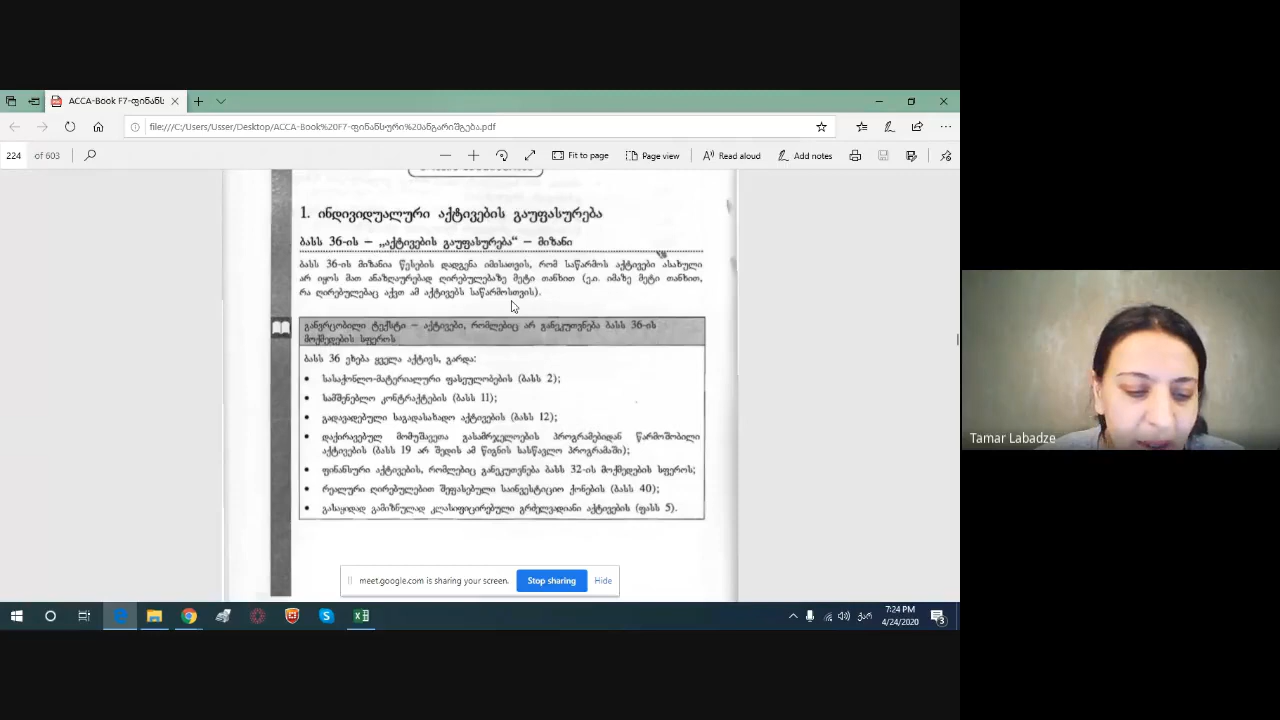 ACCA-Book F7-ფინანს
file:///C:/Users/Usser/Desktop/ACCA-Book%20F7-ფინანსური%20ანგარიშგება.pdf
224 of 603
Fit to page
Page view
Read aloud
Add notes
1. ინდივიდუალური აქტივების გაუფასურება
ბასს 36-ის – „აქტივების გაუფასურება“ – მიზანი
ბასს 36-ის მიზანია წესების დადგენა იმისათვის, რომ საწარმოს აქტივები ასახული
არ იყოს მათ ანაზღაურებად ღირებულებაზე მეტი თანხით (ე.ი. იმაზე მეტი თანხით,
რა ღირებულებაც აქვთ ამ აქტივებს საწარმოსთვის).
განვრცობილი ტექსტი – აქტივები, რომლებიც არ განეკუთვნება ბასს 36-ის
მოქმედების სფეროს
ბასს 36 ეხება ყველა აქტივს, გარდა:
• სასაქონლო-მატერიალური ფასეულობების (ბასს 2);
• სამშენებლო კონტრაქტების (ბასს 11);
• გადავადებული საგადასახადო აქტივების (ბასს 12);
• დაქირავებულ მომუშავეთა გასამრჯელოების პროგრამებიდან წარმოშობილი
აქტივების (ბასს 19 არ შედის ამ წიგნის სასწავლო პროგრამაში);
• ფინანსური აქტივების, რომლებიც განეკუთვნება ბასს 32-ის მოქმედების სფეროს;
• რეალური ღირებულებით შეფასებული საინვესტიციო ქონების (ბასს 40);
• გასაყიდად გამიზნულად კლასიფიცირებული გრძელვადიანი აქტივების (ფასს 5).
meet.google.com is sharing your screen.
Stop sharing
Hide
ქარ
7:24 PM
4/24/2020
3
Tamar Labadze